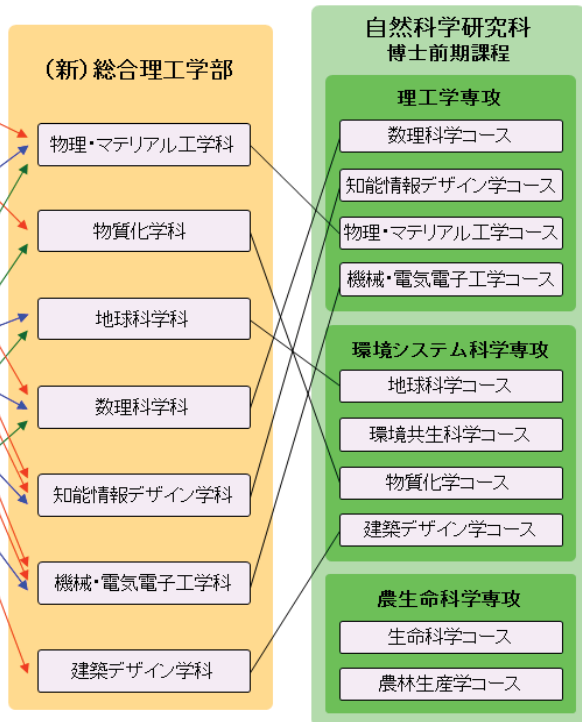 (新)総合理工学部
物理・マテリアル工学科
物質化学科
地球科学科
数理科学科
知能情報デザイン学科
機械・電気電子工学科
建築デザイン学科
自然科学研究科
博士前期課程
理工学専攻
数理科学コース
知能情報デザイン学コース
物理・マテリアル工学コース
機械・電気電子工学コース
環境システム科学専攻
地球科学コース
環境共生科学コース
物質化学コース
建築デザイン学コース
農生命科学専攻
生命科学コース
農林生産学コース